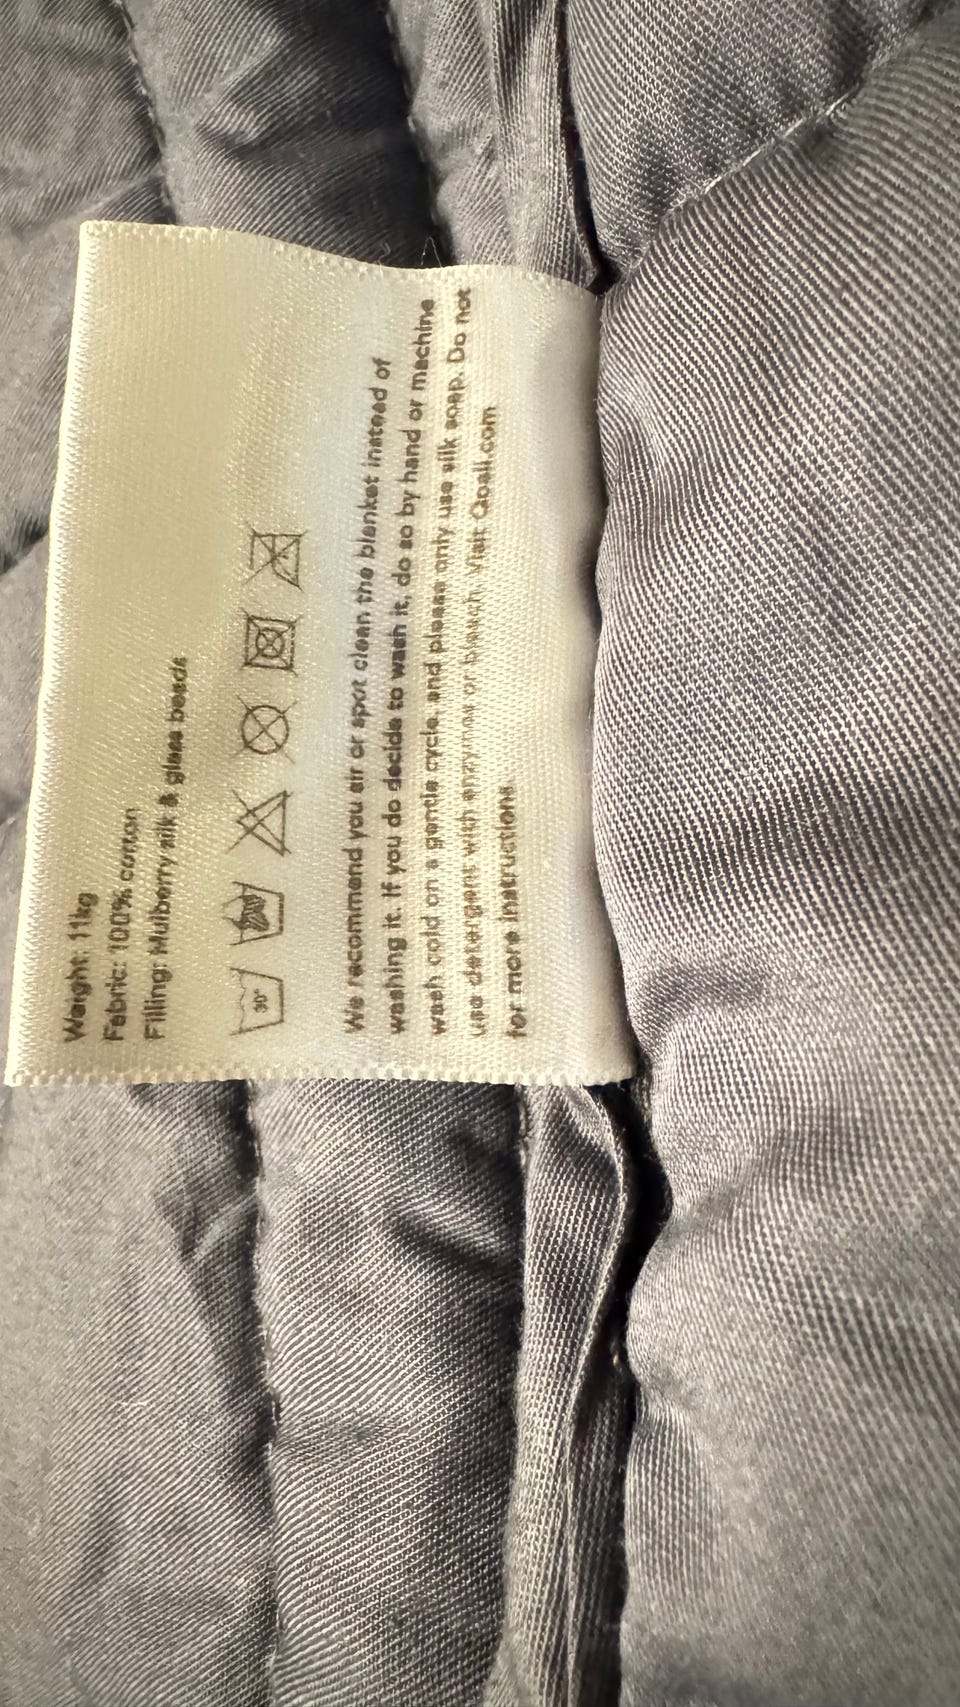 Weight: 11kg
Fabric: 100% cotton
Filling: Mulberry silk & glass beads
30°
We recommend you air or spot clean the blanket instead of
washing it. If you do decide to wash it, do so by hand or machine
wash cold on a gentle cycle, and please only use silk soap. Do not
use detergent with enzymes or bleach. Visit Qoall.com
for more instructions.